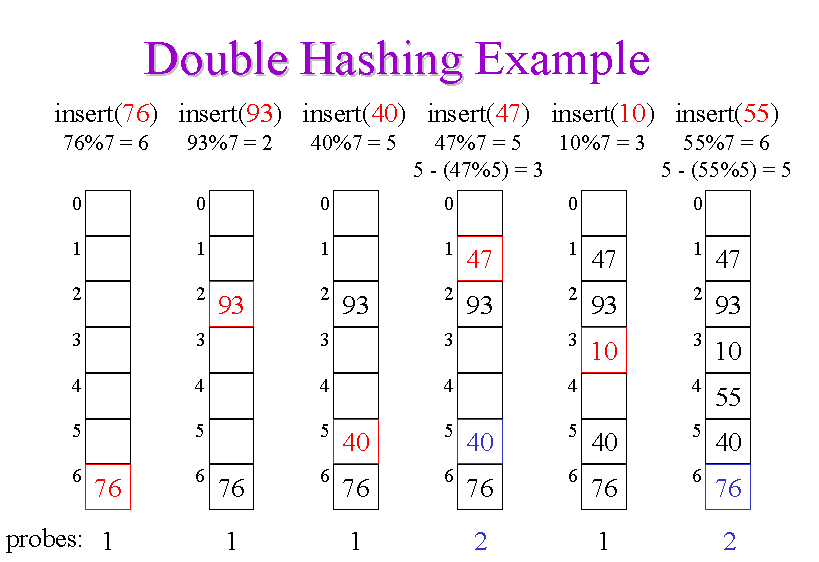 Double Hashing Example
insert(76) insert(93) insert(40) insert(47) insert(10) insert(55)
76%7 = 6 93%7 = 2 40%7 = 5 47%7 = 5 10%7 = 3 55%7 = 6
5 - (47%5) = 3 5 - (55%5) = 5
0 0 0 0 0 0
1 1 1 1 47 1 47 1 47
2 2 93 2 93 2 93 2 93 2 93
3 3 3 3 3 10 3 10
4 4 4 4 4 4 55
5 5 5 40 5 40 5 40 5 40
6 76 6 76 6 76 6 76 6 76 6 76
probes: 1 1 1 2 1 2